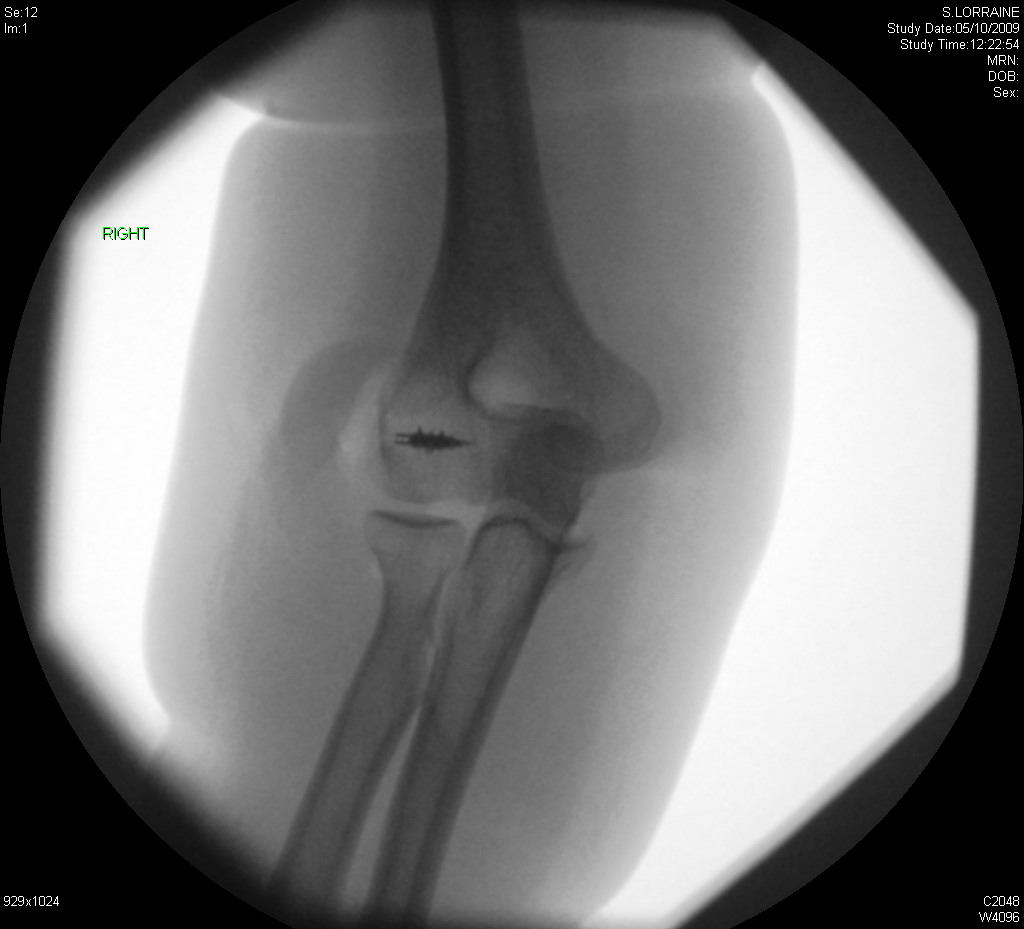 Se:12
Im:1
S.LORRAINE
Study Date:05/10/2009
Study Time:12:22:54
MRN:
DOB:
Sex:
RIGHT
929x1024
C2048
W4096